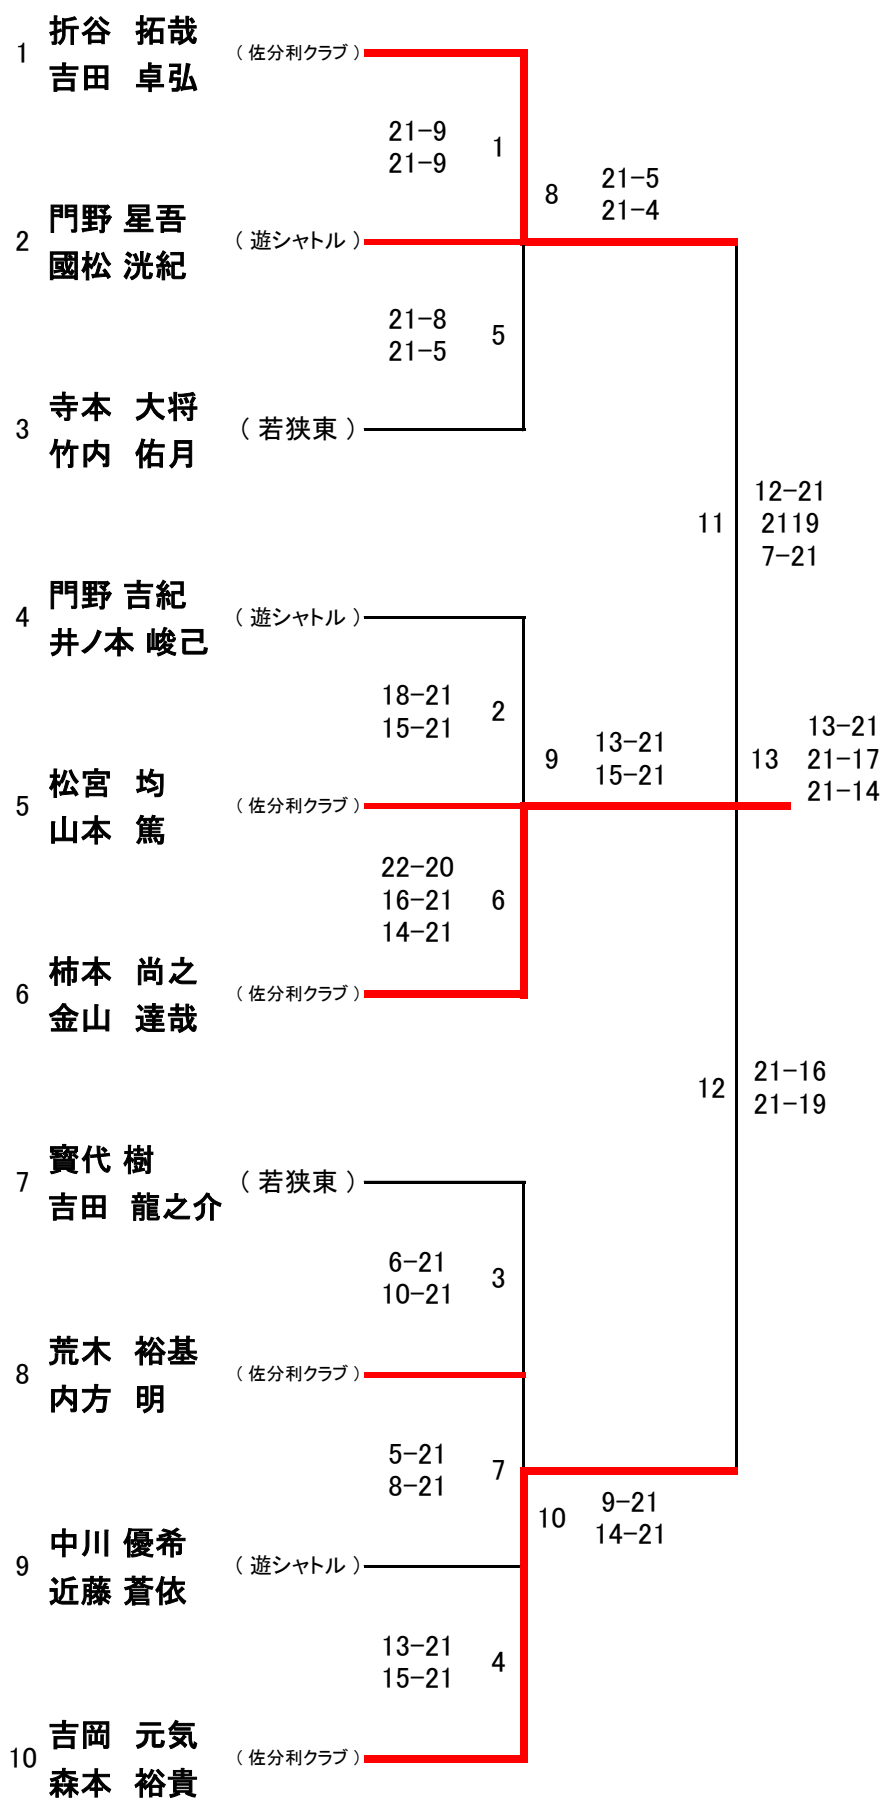 折谷　拓哉
1 （ 佐分利クラブ ）
吉田　卓弘
21-9
21-9
1
8
21-5
21-4
門野 星吾
2 （ 遊シャトル ）
國松 洸紀
21-8
21-5
5
寺本　大将
3 （ 若狭東 ）
竹内　佑月
11
12-21
2119
7-21
門野 吉紀
4 （ 遊シャトル ）
井ノ本 峻己
18-21
15-21
2
9
13-21
15-21
13
13-21
21-17
21-14
松宮　均
5 （ 佐分利クラブ ）
山本　篤
22-20
16-21
14-21
6
柿本　尚之
6 （ 佐分利クラブ ）
金山　達哉
12
21-16
21-19
寳代 樹
7 （ 若狭東 ）
吉田　龍之介
6-21
10-21
3
荒木　裕基
8 （ 佐分利クラブ ）
内方　明
5-21
8-21
7
10
9-21
14-21
中川 優希
9 （ 遊シャトル ）
近藤 蒼依
13-21
15-21
4
吉岡　元気
10 （ 佐分利クラブ ）
森本　裕貴